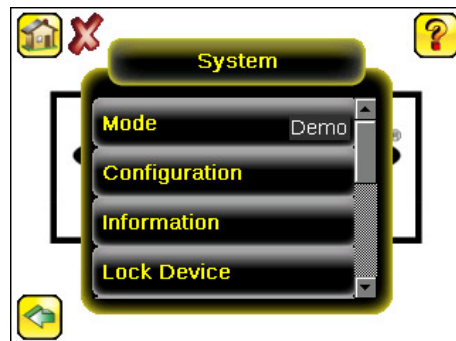 System
Mode Demo
Configuration
Information
Lock Device